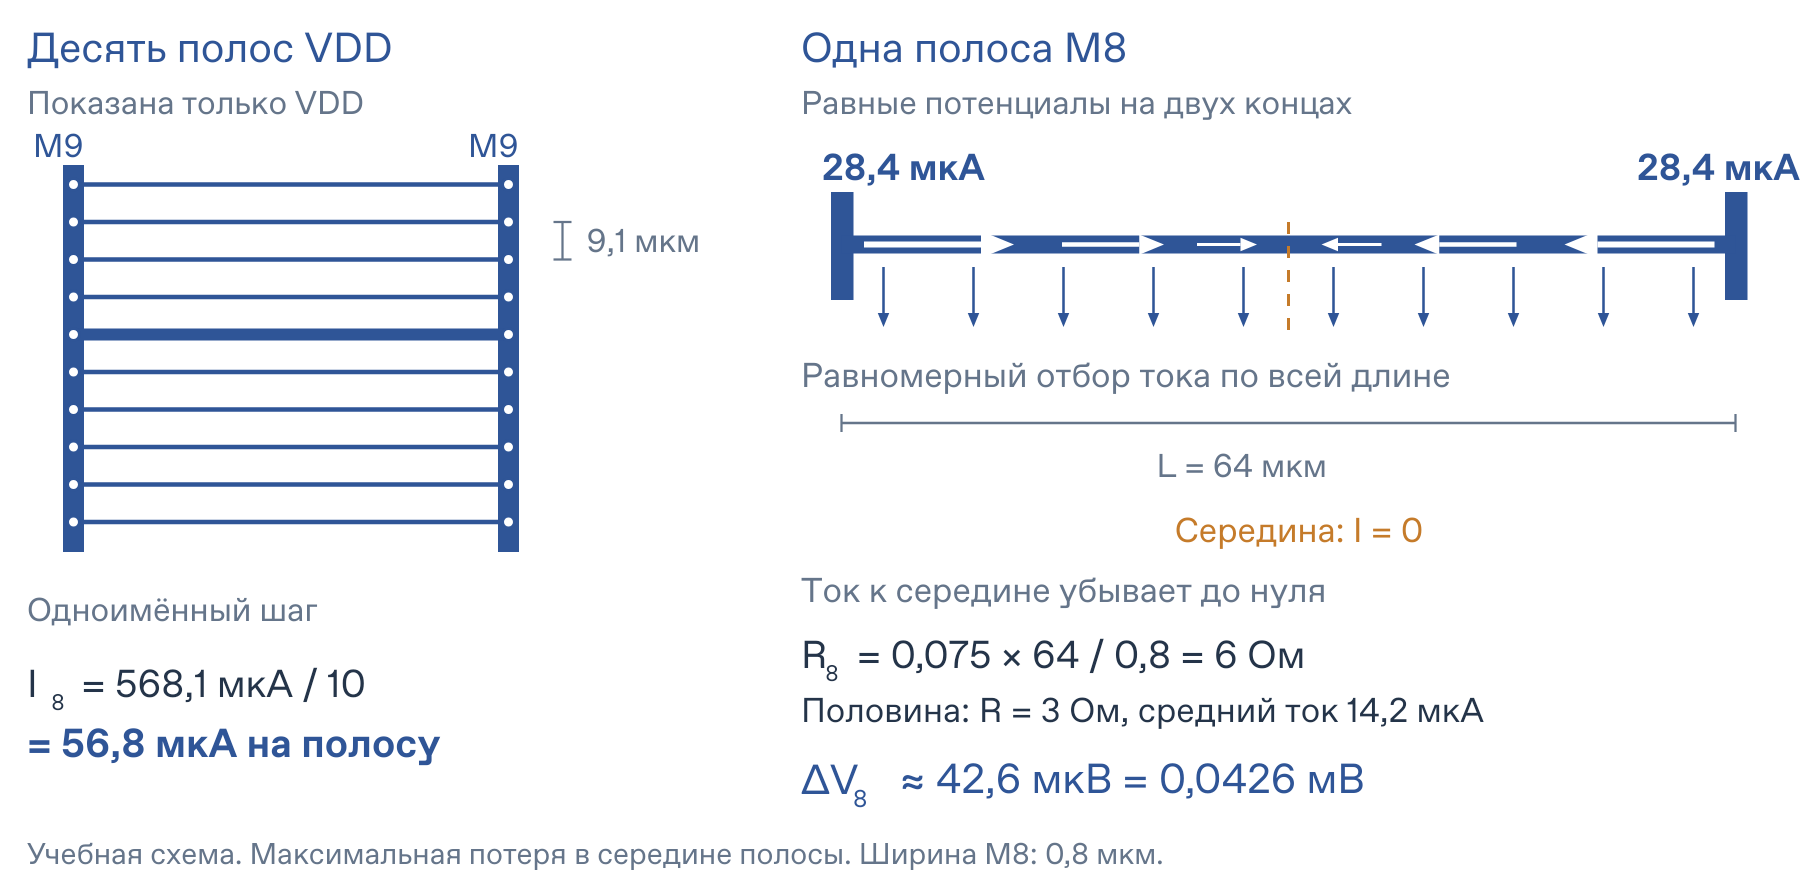 Десять полос VDD
Показана только VDD
M9
M9
9,1 мкм
Одноимённый шаг
I₈ = 568,1 мкА / 10
= 56,8 мкА на полосу
Одна полоса M8
Равные потенциалы на двух концах
28,4 мкА
28,4 мкА
Равномерный отбор тока по всей длине
L = 64 мкм
Середина: I = 0
Ток к середине убывает до нуля
R₈ = 0,075 × 64 / 0,8 = 6 Ом
Половина: R = 3 Ом, средний ток 14,2 мкА
ΔV₈ ≈ 42,6 мкВ = 0,0426 мВ
Учебная схема. Максимальная потеря в середине полосы. Ширина M8: 0,8 мкм.